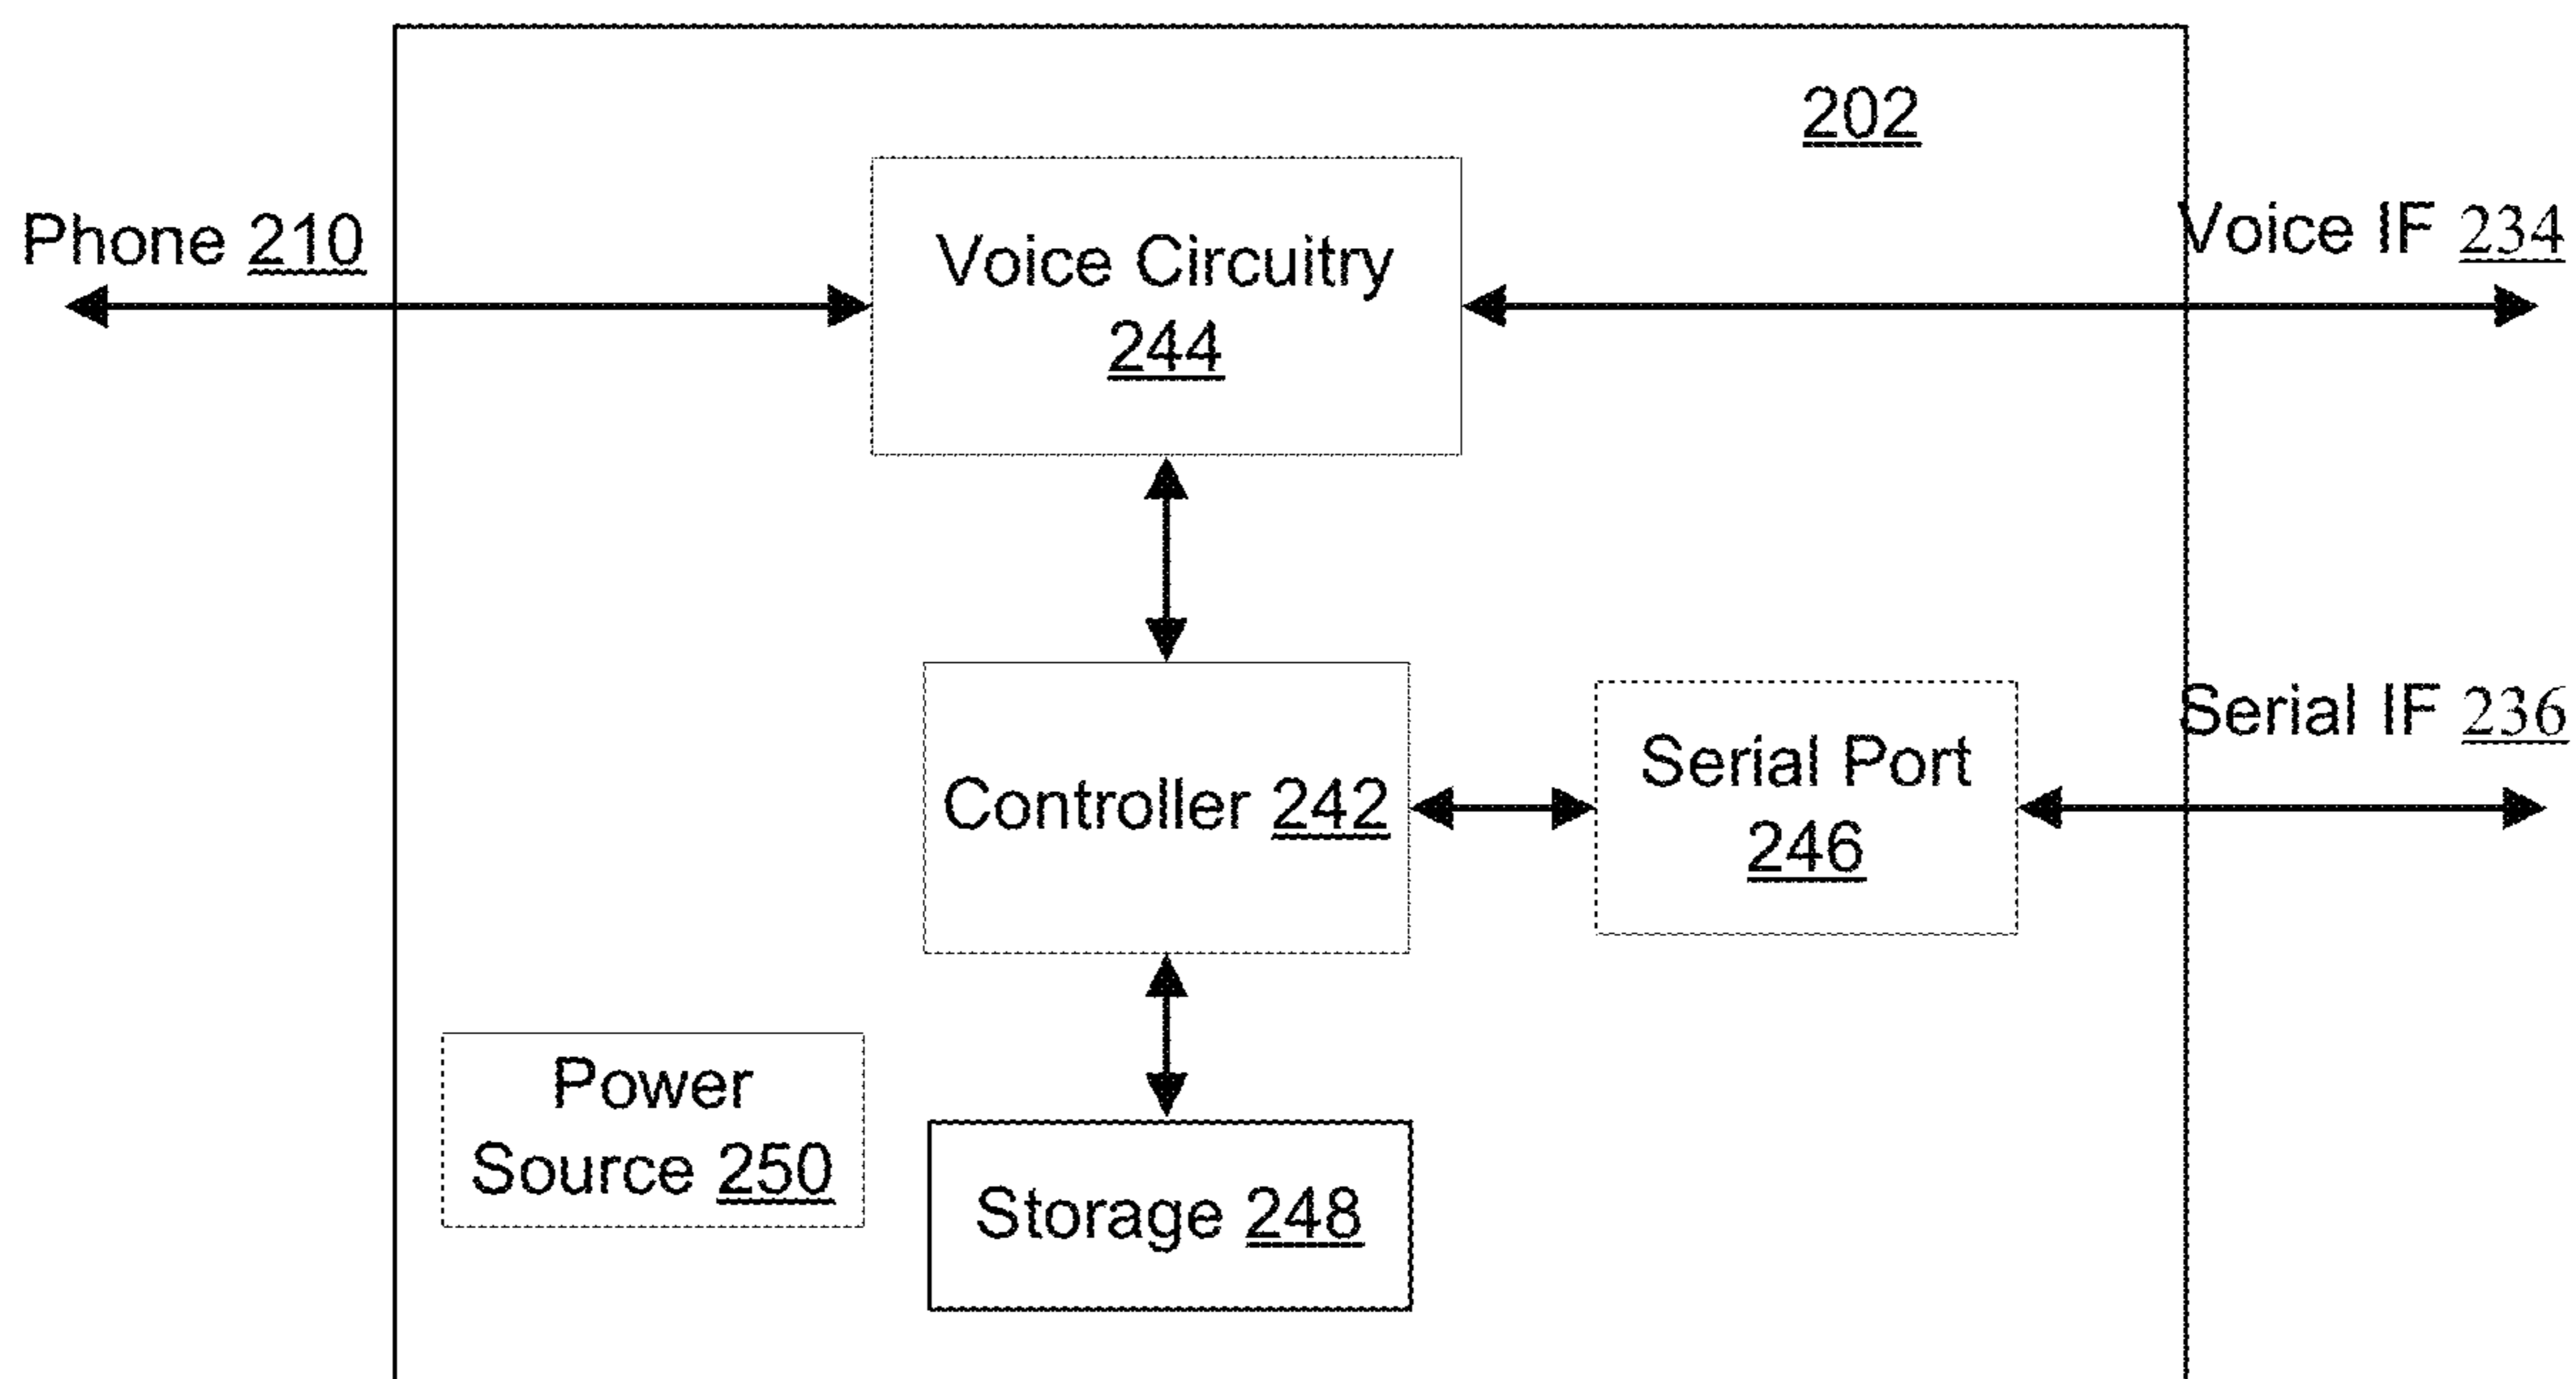 202
Phone 210
Voice IF 234
Voice Circuitry
244
Serial IF 236
Controller 242
Serial Port
246
Power
Source 250
Storage 248